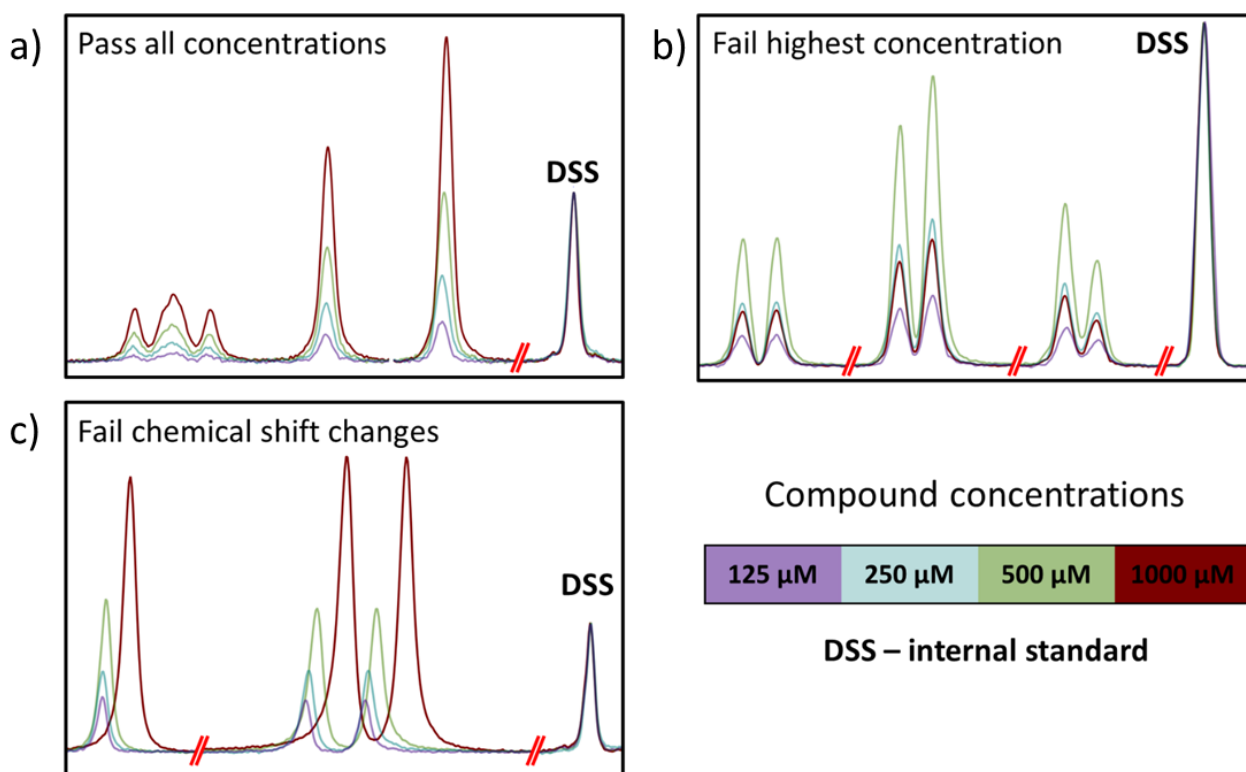 a)
Pass all concentrations
DSS
b)
Fail highest concentration
DSS
c)
Fail chemical shift changes
DSS
Compound concentrations
125 µM 250 µM 500 µM 1000 µM
DSS – internal standard